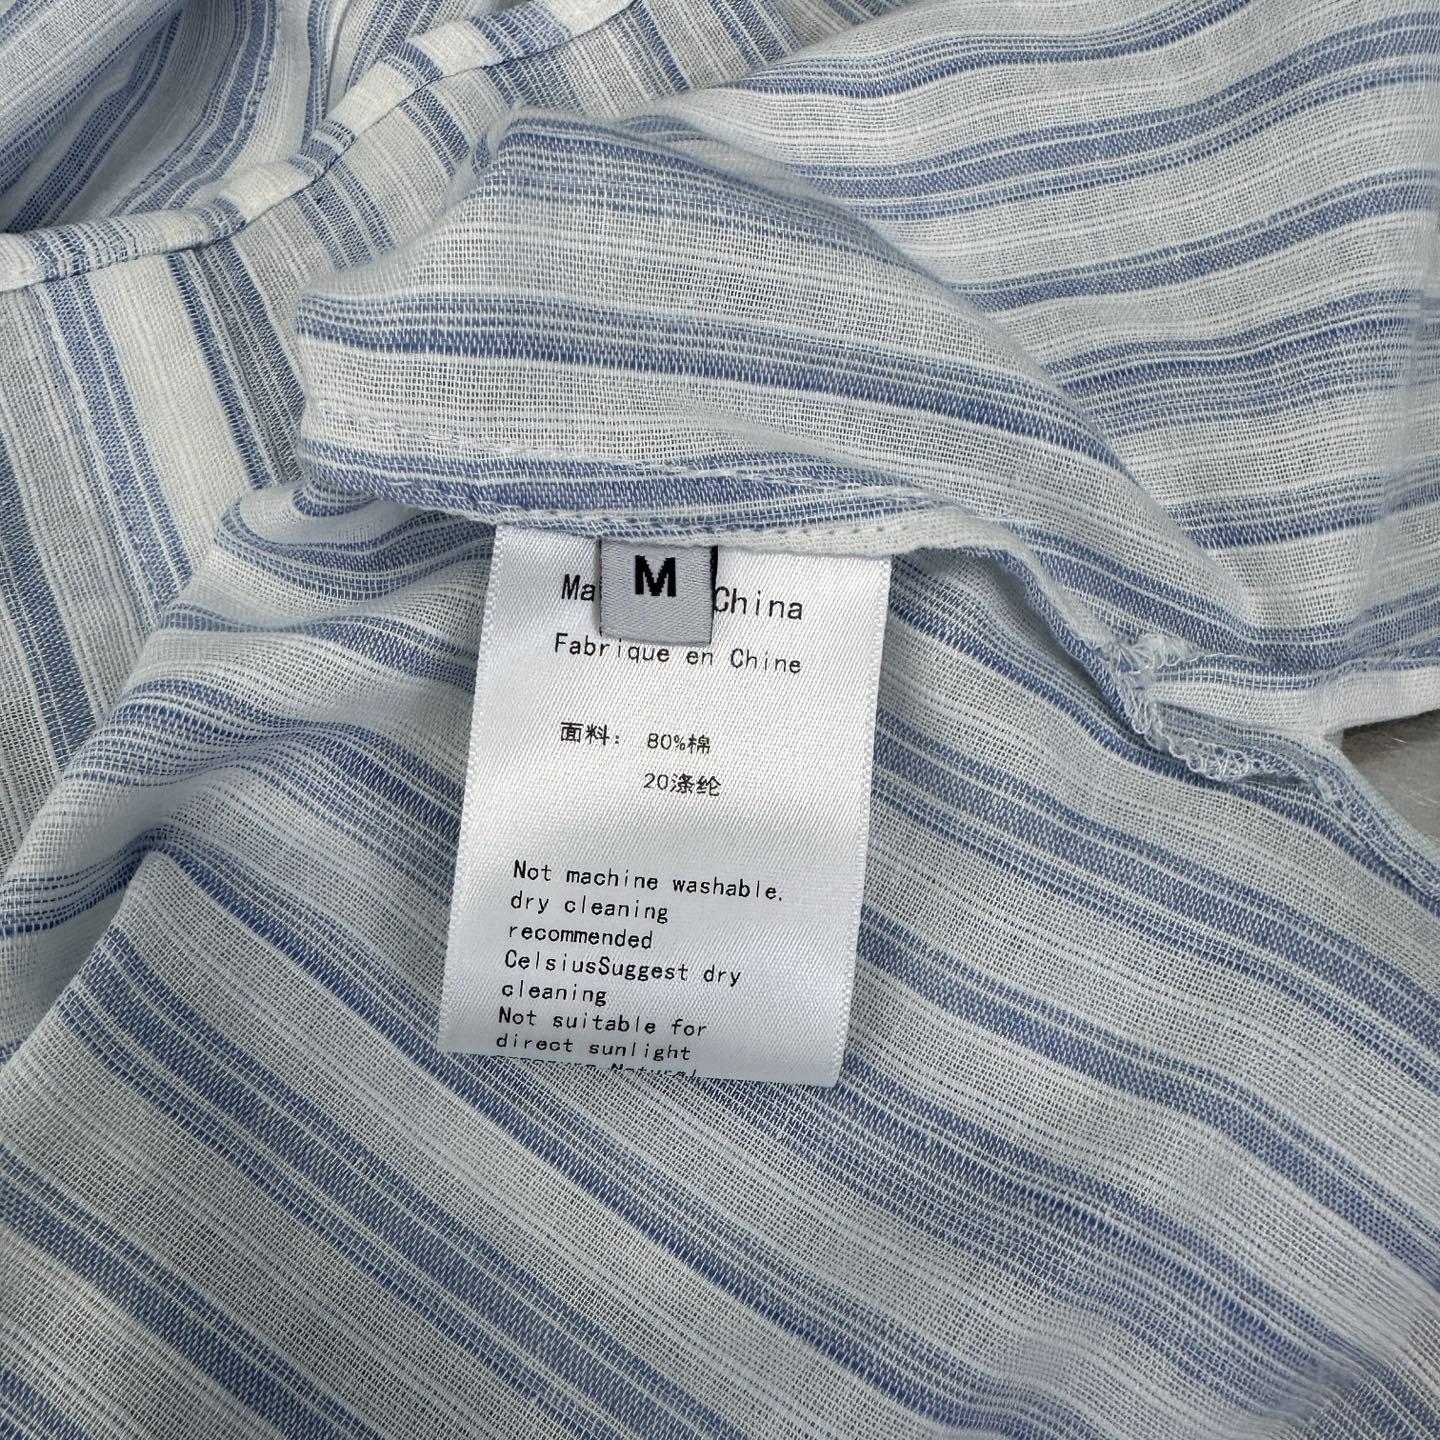 M
China
Fabrique en Chine
面料： 80%棉
20涤纶
Not machine washable.
dry cleaning
recommended
CelsiusSuggest dry
cleaning
Not suitable for
direct sunlight
Natural